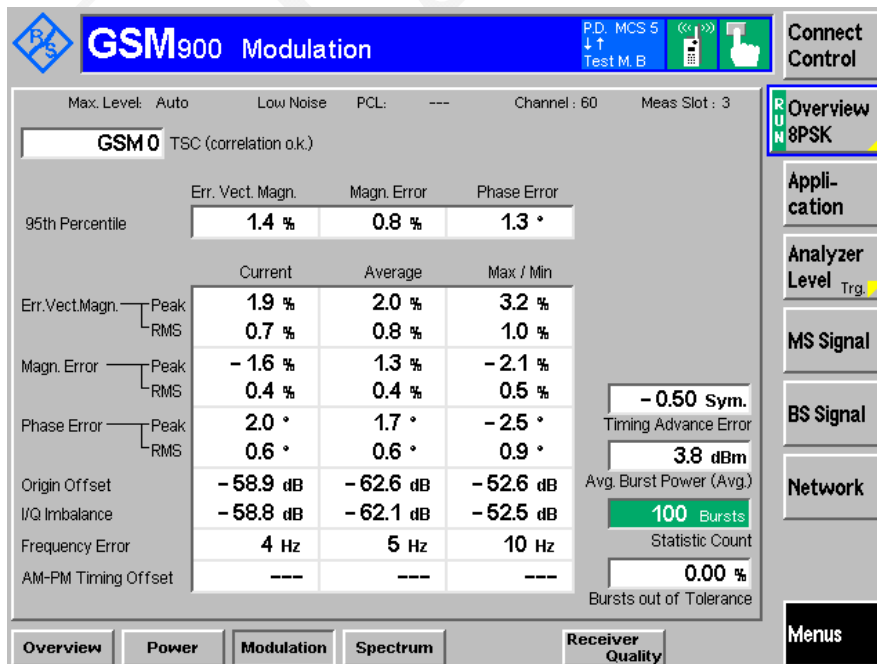 R&S
GSM900 Modulation
P.D. MCS 5
↓↑
Test M. B
Connect Control
Max. Level: Auto Low Noise PCL: --- Channel : 60 Meas Slot : 3
RUN
Overview 8PSK
GSM 0 TSC (correlation o.k.)
Appli-
cation
Err. Vect. Magn. Magn. Error Phase Error
95th Percentile 1.4 % 0.8 % 1.3 °
Analyzer Level Trg.
Current Average Max / Min
Err.Vect.Magn. Peak 1.9 % 2.0 % 3.2 %
RMS 0.7 % 0.8 % 1.0 %
MS Signal
Magn. Error Peak – 1.6 % 1.3 % – 2.1 %
RMS 0.4 % 0.4 % 0.5 %
– 0.50 Sym.
Timing Advance Error
BS Signal
Phase Error Peak 2.0 ° 1.7 ° – 2.5 °
RMS 0.6 ° 0.6 ° 0.9 °
3.8 dBm
Avg. Burst Power (Avg.)
Network
Origin Offset – 58.9 dB – 62.6 dB – 52.6 dB
I/Q Imbalance – 58.8 dB – 62.1 dB – 52.5 dB
100 Bursts
Statistic Count
Frequency Error 4 Hz 5 Hz 10 Hz
AM-PM Timing Offset --- --- ---
0.00 %
Bursts out of Tolerance
Overview Power Modulation Spectrum Receiver Quality
Menus